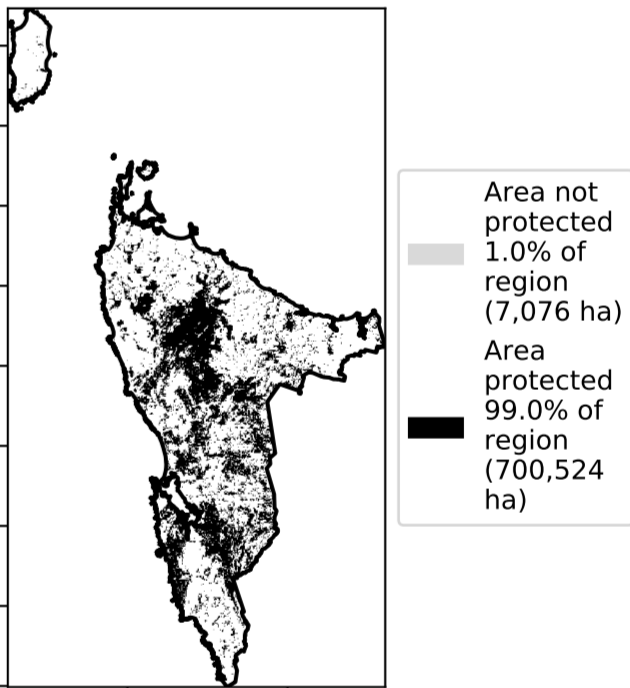 Area not
protected
1.0% of
region
(7,076 ha)
Area
protected
99.0% of
region
(700,524
ha)